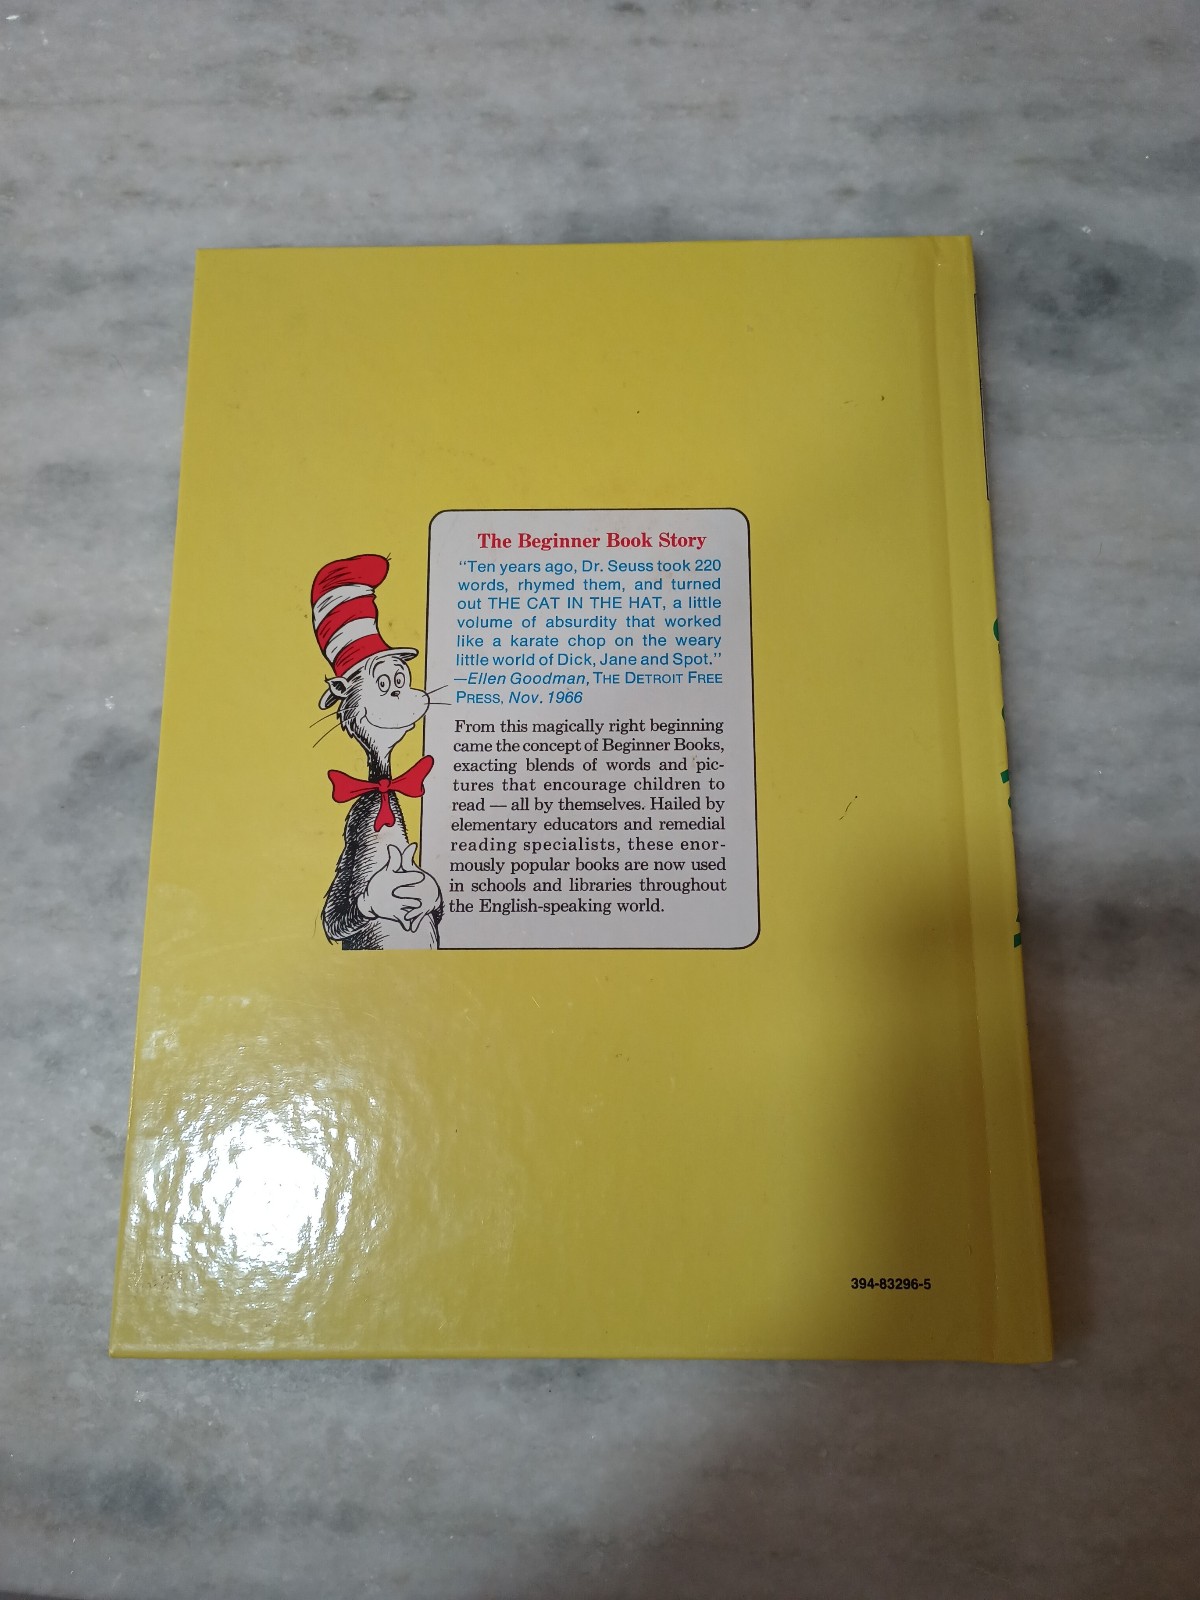 The Beginner Book Story
“Ten years ago, Dr. Seuss took 220
words, rhymed them, and turned
out THE CAT IN THE HAT, a little
volume of absurdity that worked
like a karate chop on the weary
little world of Dick, Jane and Spot.”
—Ellen Goodman, THE DETROIT FREE
PRESS, Nov. 1966
From this magically right beginning
came the concept of Beginner Books,
exacting blends of words and pic-
tures that encourage children to
read — all by themselves. Hailed by
elementary educators and remedial
reading specialists, these enor-
mously popular books are now used
in schools and libraries throughout
the English-speaking world.
394-83296-5